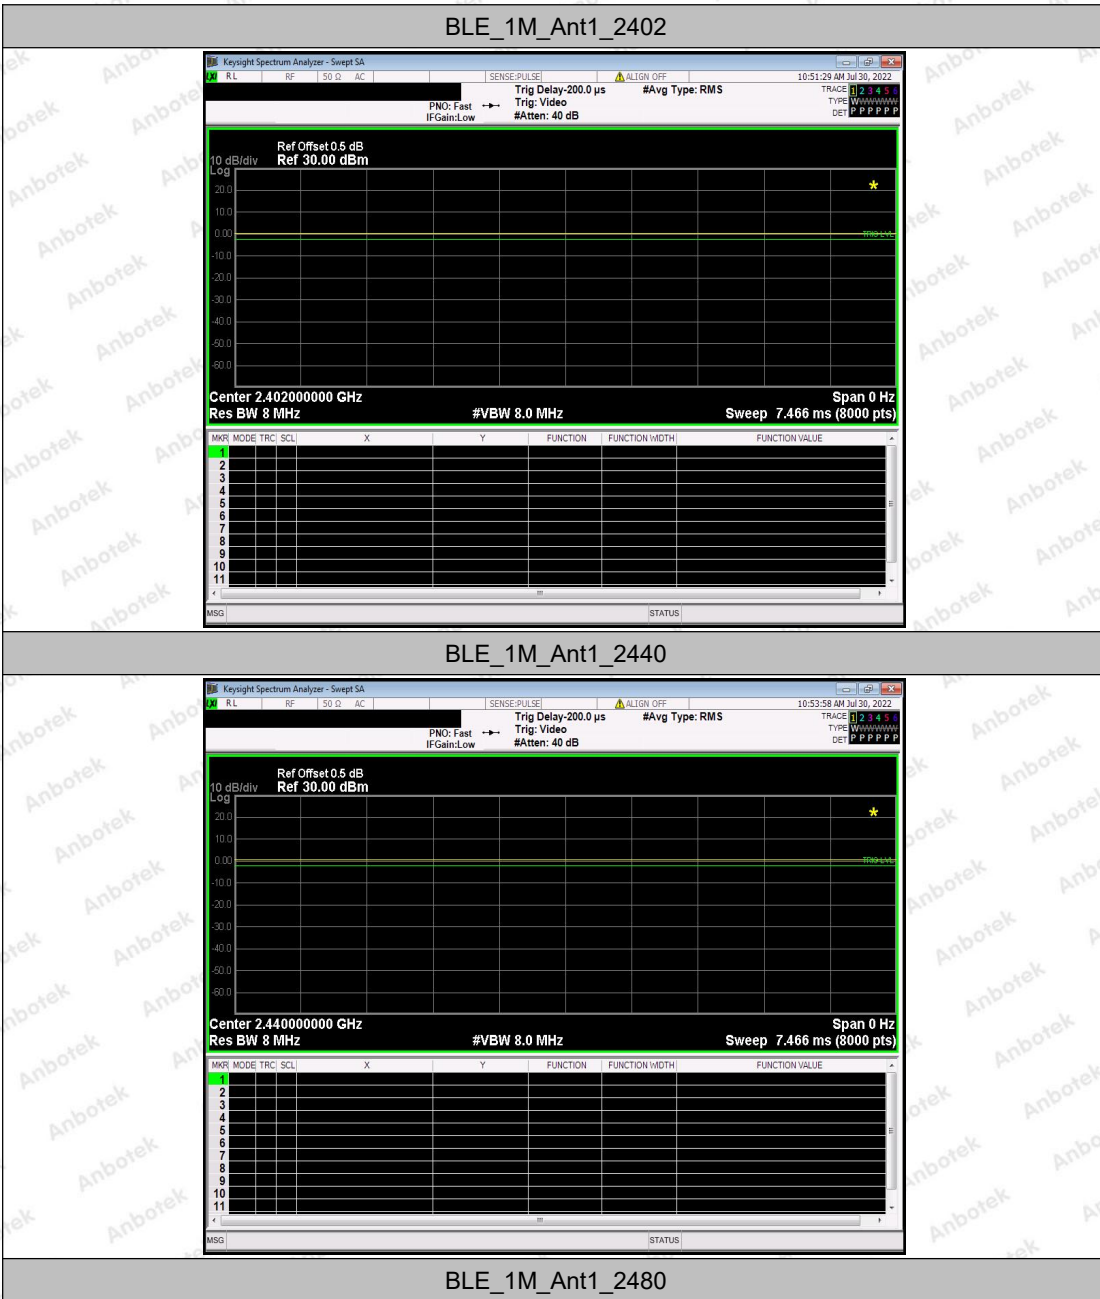 BLE_1M_Ant1_2402
Keysight Spectrum Analyzer - Swept SA
LXI RL RF 50 Ω AC SENSE:PULSE ALIGN OFF 10:51:29 AM Jul 30, 2022
Trig Delay-200.0 µs #Avg Type: RMS TRACE 1 2 3 4 5 6
PNO: Fast Trig: Video TYPE WWWWWW
IFGain:Low #Atten: 40 dB DET P P P P P P
Ref Offset 0.5 dB
10 dB/div Ref 30.00 dBm
Log
20.0
10.0
0.00 TRIG LVL
-10.0
-20.0
-30.0
-40.0
-50.0
-60.0
Center 2.402000000 GHz Span 0 Hz
Res BW 8 MHz #VBW 8.0 MHz Sweep 7.466 ms (8000 pts)
MKR MODE TRC SCL X Y FUNCTION FUNCTION WIDTH FUNCTION VALUE
1
2
3
4
5
6
7
8
9
10
11
MSG STATUS
BLE_1M_Ant1_2440
Keysight Spectrum Analyzer - Swept SA
LXI RL RF 50 Ω AC SENSE:PULSE ALIGN OFF 10:53:58 AM Jul 30, 2022
Trig Delay-200.0 µs #Avg Type: RMS TRACE 1 2 3 4 5 6
PNO: Fast Trig: Video TYPE WWWWWW
IFGain:Low #Atten: 40 dB DET P P P P P P
Ref Offset 0.5 dB
10 dB/div Ref 30.00 dBm
Log
20.0
10.0
0.00 TRIG LVL
-10.0
-20.0
-30.0
-40.0
-50.0
-60.0
Center 2.440000000 GHz Span 0 Hz
Res BW 8 MHz #VBW 8.0 MHz Sweep 7.466 ms (8000 pts)
MKR MODE TRC SCL X Y FUNCTION FUNCTION WIDTH FUNCTION VALUE
1
2
3
4
5
6
7
8
9
10
11
MSG STATUS
BLE_1M_Ant1_2480